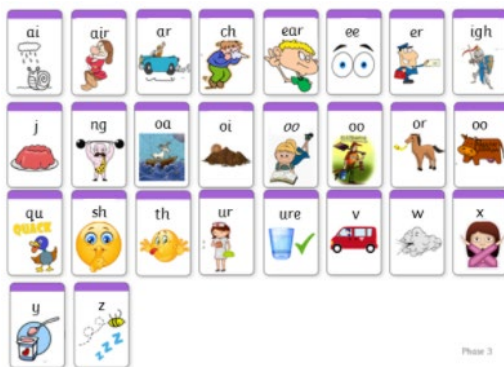 ai air ar ch ear ee er igh
j ng oa oi oo oo or oo
qu sh th ur ure v w x
QUACK
y z
z z z
Phase 3